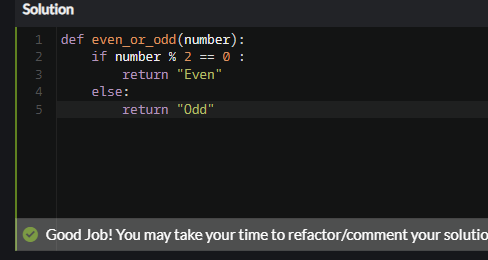 Solution
1 def even_or_odd(number):
2     if number % 2 == 0 :
3         return "Even"
4     else:
5         return "Odd"
Good Job! You may take your time to refactor/comment your solutio